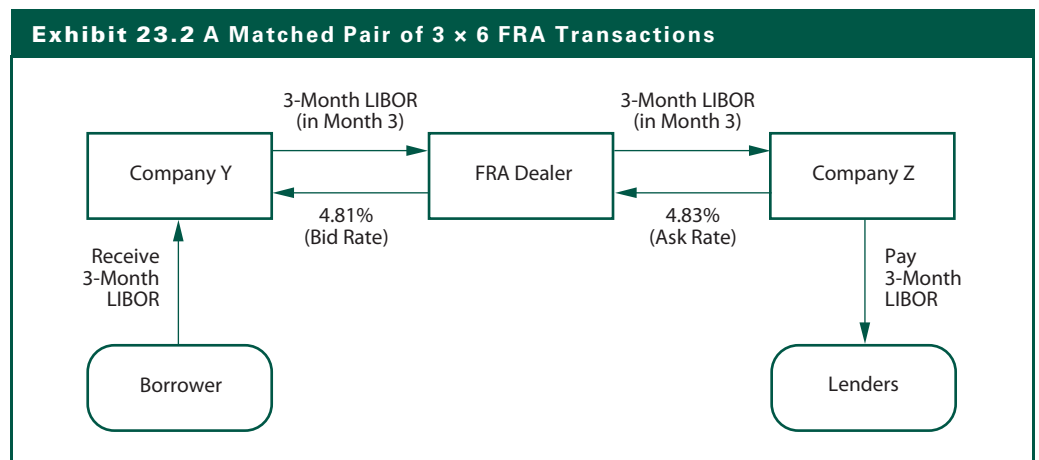 Exhibit 23.2 A Matched Pair of 3 × 6 FRA Transactions
3-Month LIBOR
(in Month 3)
3-Month LIBOR
(in Month 3)
Company Y
FRA Dealer
Company Z
4.81%
(Bid Rate)
4.83%
(Ask Rate)
Receive
3-Month
LIBOR
Pay
3-Month
LIBOR
Borrower
Lenders